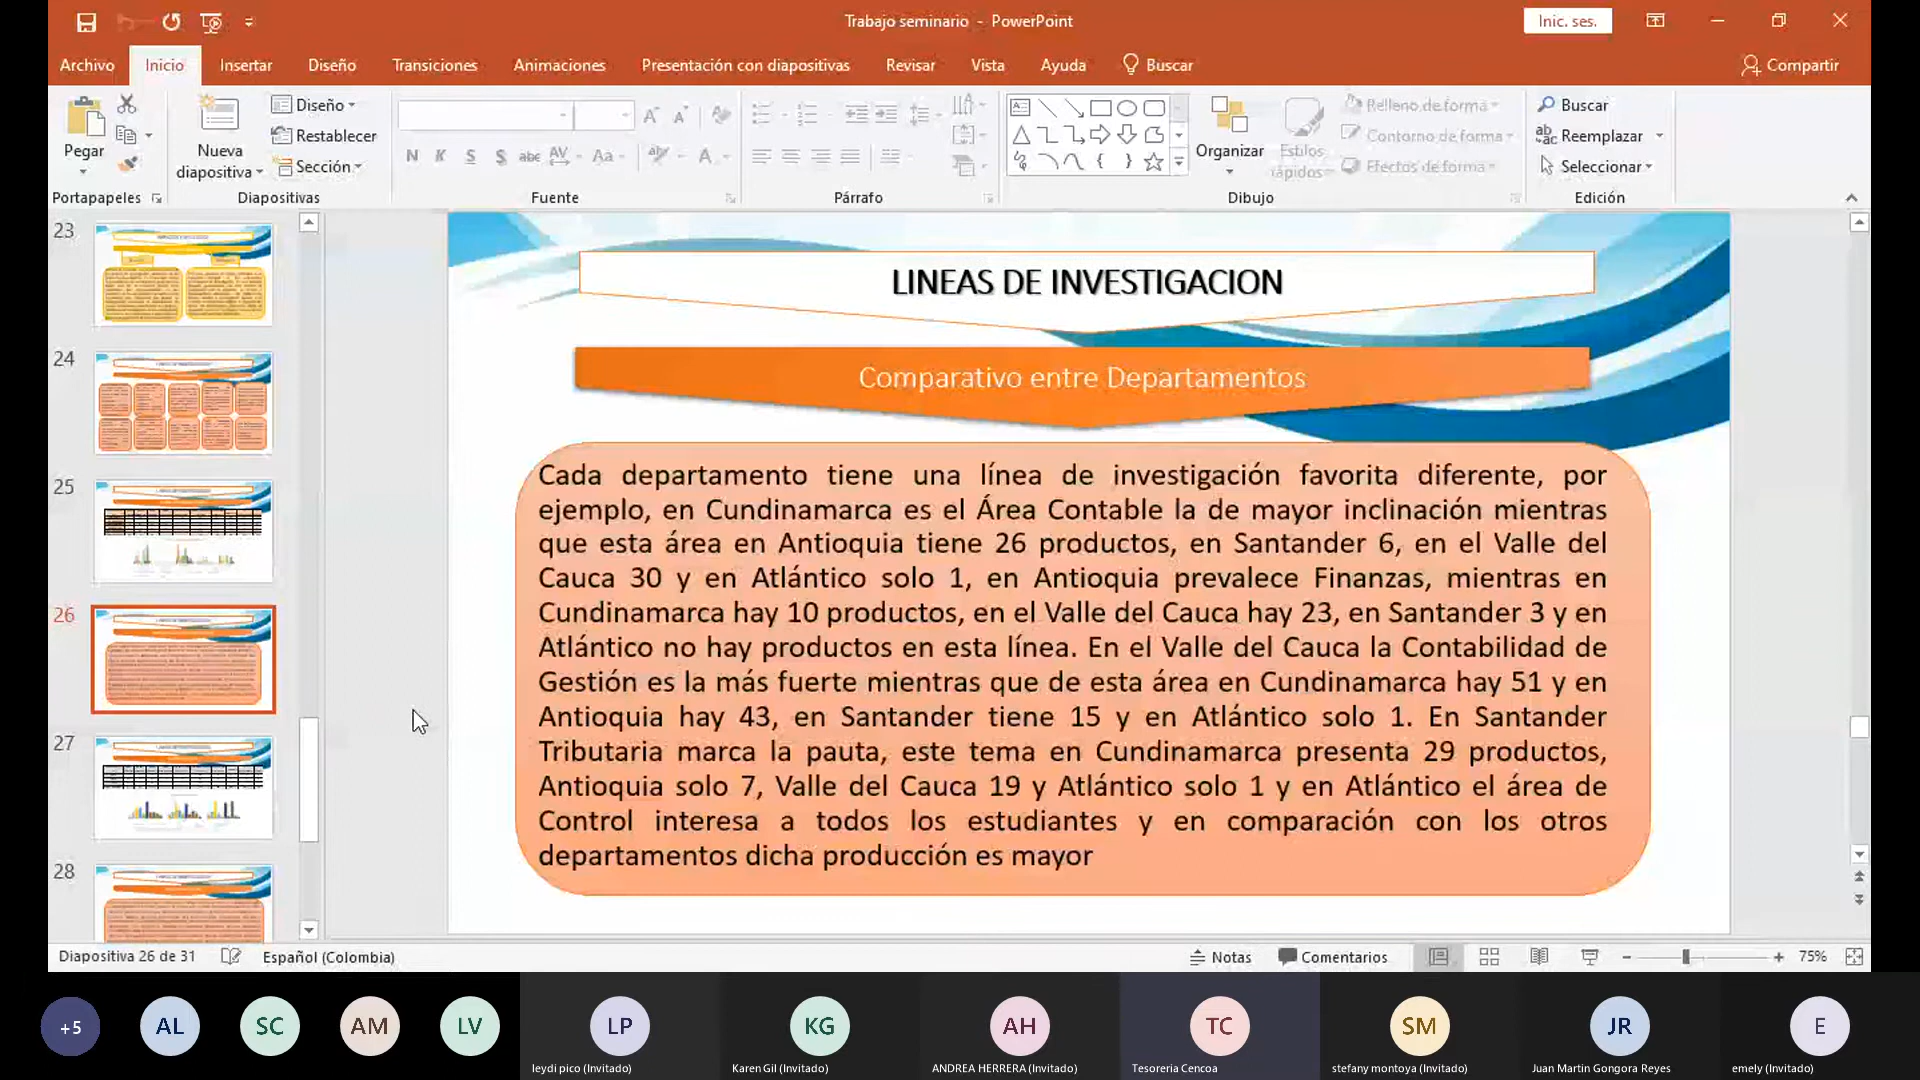 Trabajo seminario - PowerPoint
Inic. ses.
Archivo Inicio Insertar Diseño Transiciones Animaciones Presentación con diapositivas Revisar Vista Ayuda Buscar Compartir
Pegar
Portapapeles
Nueva
diapositiva
Diseño
Restablecer
Sección
Diapositivas
N K S S abc AV Aa A
Fuente
Párrafo
Organizar
Estilos
rápidos
Relleno de forma
Contorno de forma
Efectos de forma
Dibujo
Buscar
Reemplazar
Seleccionar
Edición
23
24
25
26
27
28
LINEAS DE INVESTIGACION
Comparativo entre Departamentos
Cada departamento tiene una línea de investigación favorita diferente, por
ejemplo, en Cundinamarca es el Área Contable la de mayor inclinación mientras
que esta área en Antioquia tiene 26 productos, en Santander 6, en el Valle del
Cauca 30 y en Atlántico solo 1, en Antioquia prevalece Finanzas, mientras en
Cundinamarca hay 10 productos, en el Valle del Cauca hay 23, en Santander 3 y en
Atlántico no hay productos en esta línea. En el Valle del Cauca la Contabilidad de
Gestión es la más fuerte mientras que de esta área en Cundinamarca hay 51 y en
Antioquia hay 43, en Santander tiene 15 y en Atlántico solo 1. En Santander
Tributaria marca la pauta, este tema en Cundinamarca presenta 29 productos,
Antioquia solo 7, Valle del Cauca 19 y Atlántico solo 1 y en Atlántico el área de
Control interesa a todos los estudiantes y en comparación con los otros
departamentos dicha producción es mayor
Diapositiva 26 de 31 Español (Colombia) Notas Comentarios 75%
+5 AL SC AM LV LP KG AH TC SM JR E
leydi pico (Invitado) Karen Gil (Invitado) ANDREA HERRERA (Invitado) Tesoreria Cencoa stefany montoya (Invitado) Juan Martin Gongora Reyes emely (Invitado)